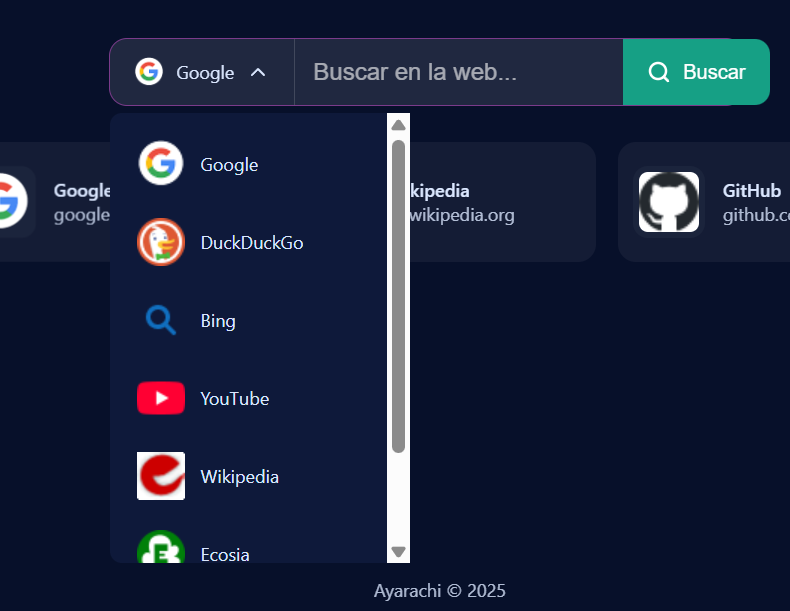 Google
Buscar en la web...
Buscar
Google
google
Google
kipedia
wikipedia.org
GitHub
github.c
DuckDuckGo
Bing
YouTube
Wikipedia
Ecosia
Ayarachi © 2025